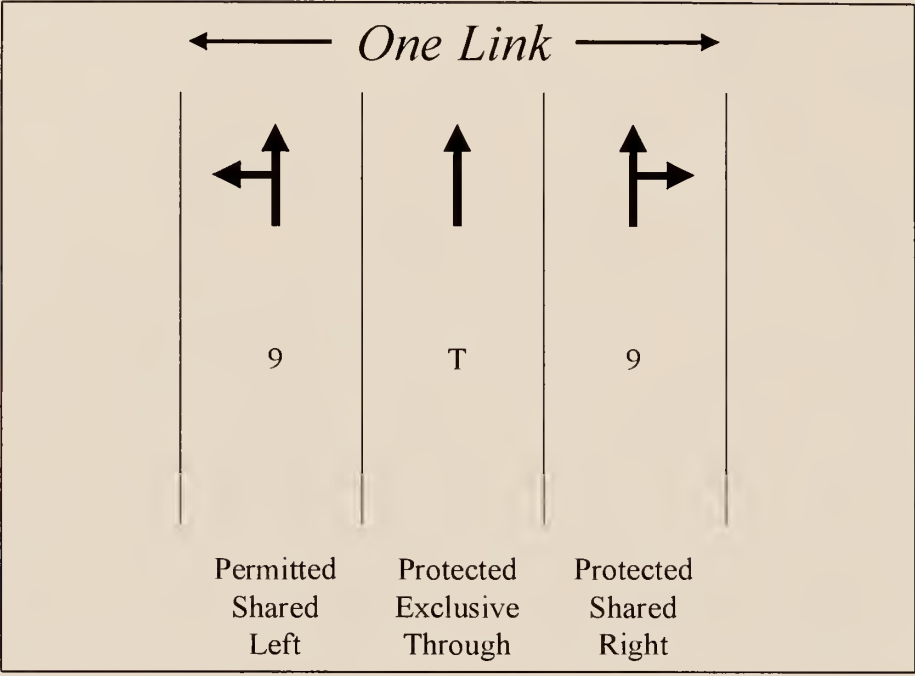 One Link
9 T 9
Permitted Protected Protected
Shared Exclusive Shared
Left Through Right